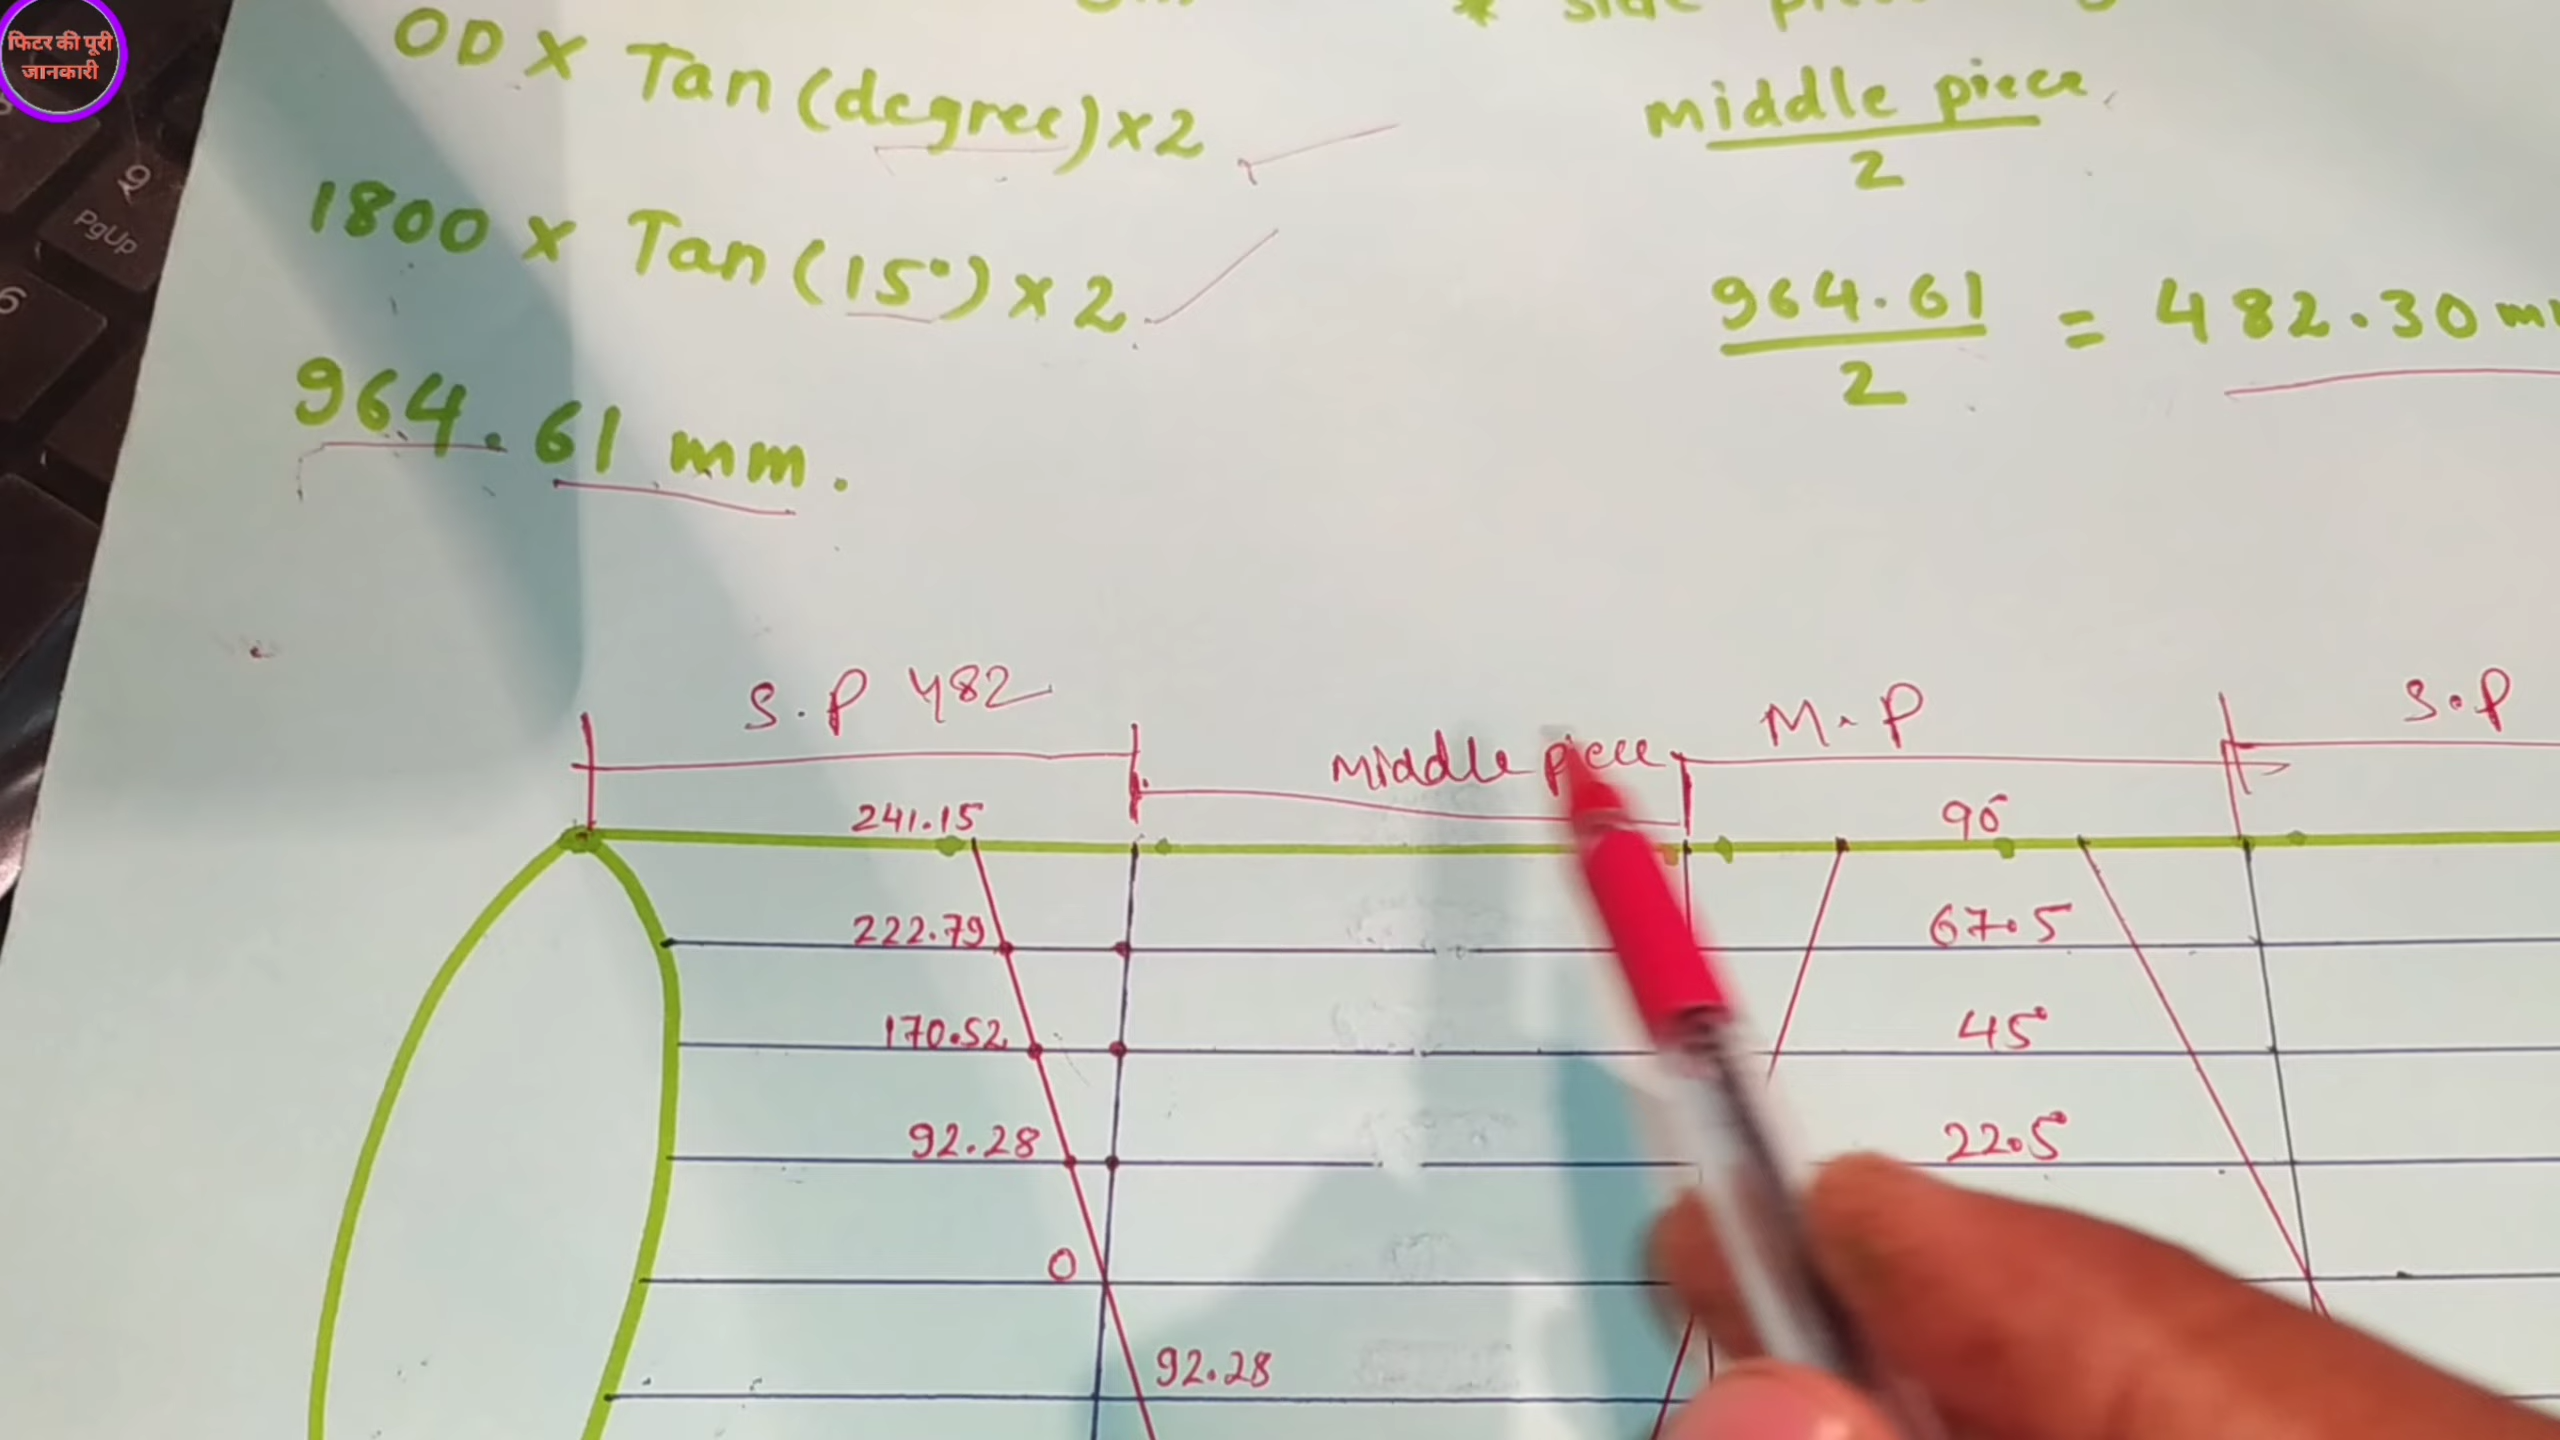 फिटर की पूरी
जानकारी
9
PgUp
6
OD X Tan (degree) x 2
1800 x Tan (15°) x 2
964.61 mm.
middle piece
2
964.61
2
= 482.30 m
S.P 482
Middle piece
M.P
S.P
241.15
90°
222.79
67.5
170.52
45°
92.28
22.5°
0
92.28